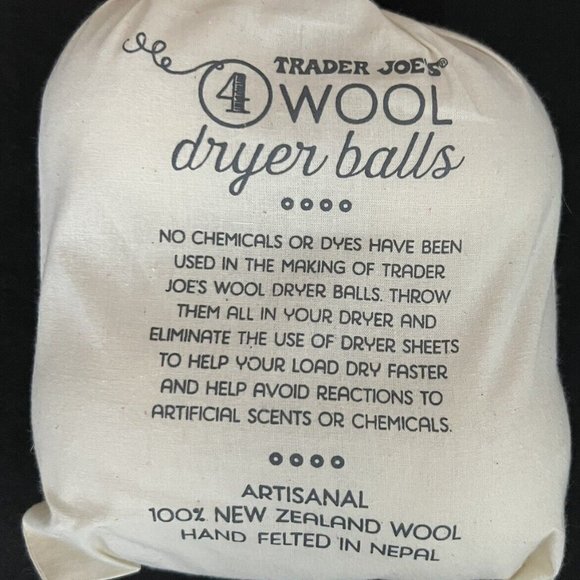 TRADER JOE'S®
4 WOOL
dryer balls
NO CHEMICALS OR DYES HAVE BEEN
USED IN THE MAKING OF TRADER
JOE'S WOOL DRYER BALLS. THROW
THEM ALL IN YOUR DRYER AND
ELIMINATE THE USE OF DRYER SHEETS
TO HELP YOUR LOAD DRY FASTER
AND HELP AVOID REACTIONS TO
ARTIFICIAL SCENTS OR CHEMICALS.
ARTISANAL
100% NEW ZEALAND WOOL
HAND FELTED IN NEPAL